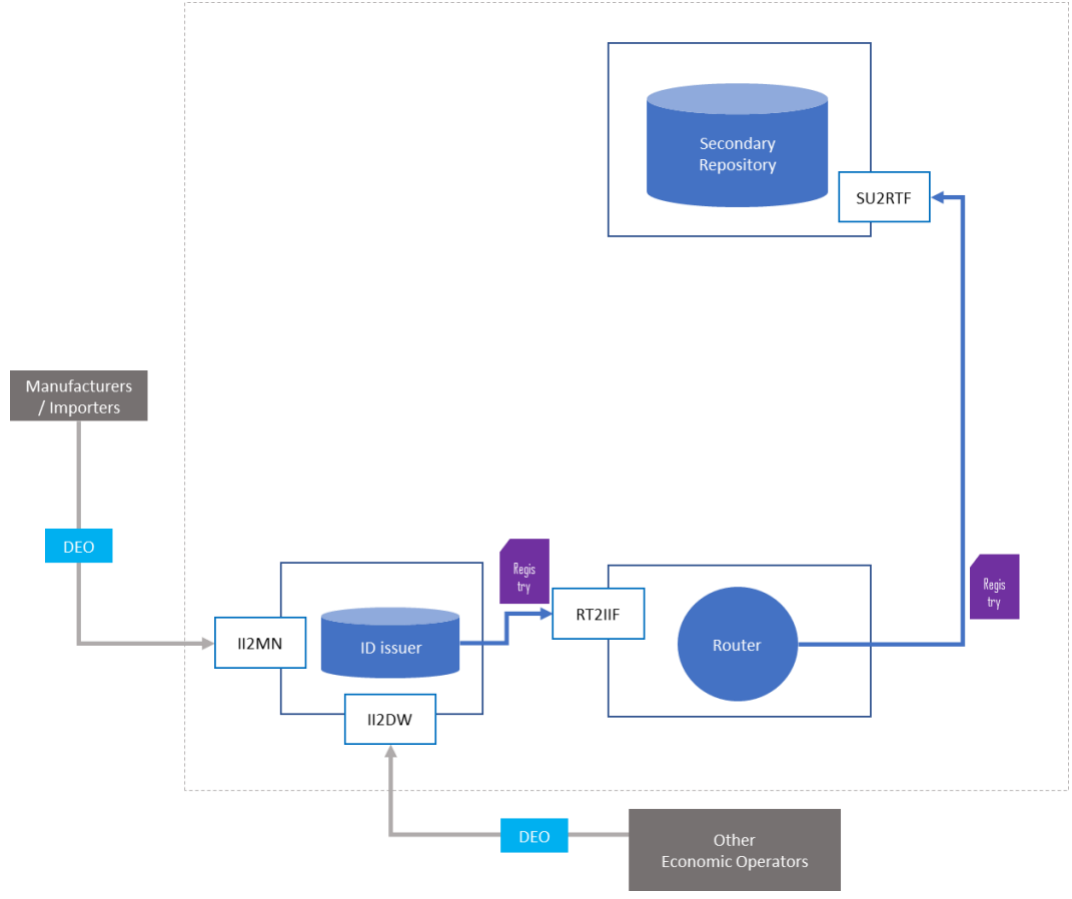 Secondary
Repository
SU2RTF
Manufacturers
/ Importers
DEO
Regis
try
Regis
try
II2MN
ID issuer
RT2IIF
Router
II2DW
DEO
Other
Economic Operators